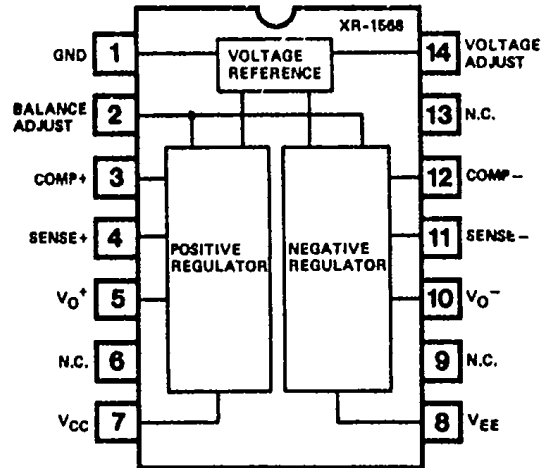 XR-1568
GND 1
VOLTAGE
REFERENCE
14 VOLTAGE
ADJUST
BALANCE
ADJUST
2
13 N.C.
COMP+ 3
12 COMP−
SENSE+ 4
11 SENSE−
POSITIVE
REGULATOR
NEGATIVE
REGULATOR
VO+ 5
10 VO−
N.C. 6
9 N.C.
VCC 7
8 VEE